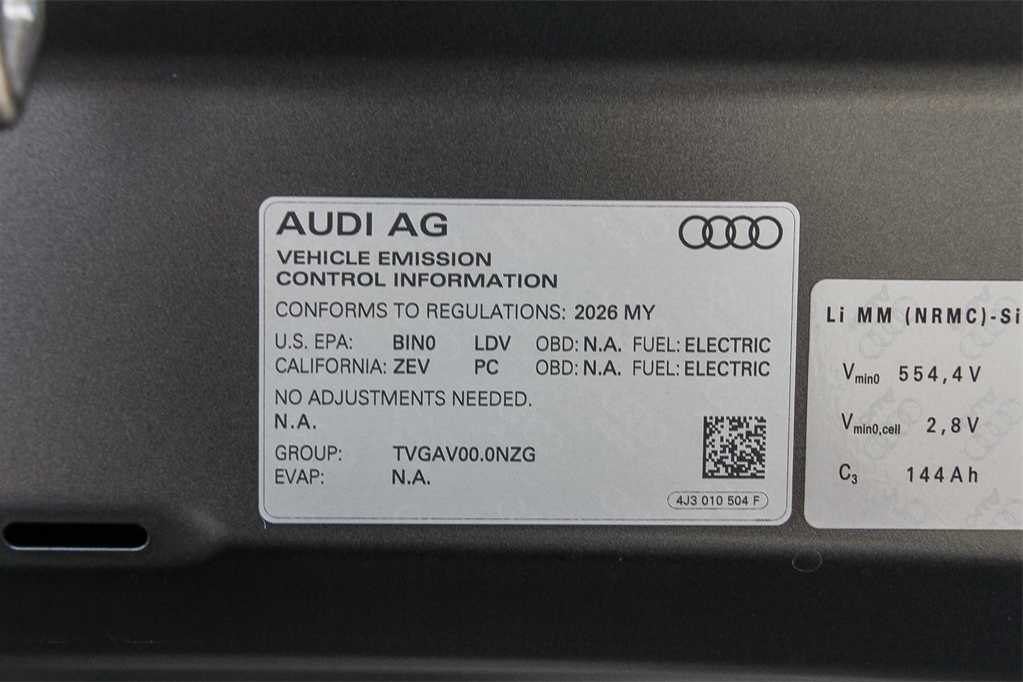 AUDI AG
VEHICLE EMISSION
CONTROL INFORMATION
CONFORMS TO REGULATIONS: 2026 MY
U.S. EPA: BIN0 LDV OBD: N.A. FUEL: ELECTRIC
CALIFORNIA: ZEV PC OBD: N.A. FUEL: ELECTRIC
NO ADJUSTMENTS NEEDED.
N.A.
GROUP: TVGAV00.0NZG
EVAP: N.A.
4J3 010 504 F
Li MM (NRMC)-Si
Vmin0 554,4V
Vmin0,cell 2,8V
C3 144Ah